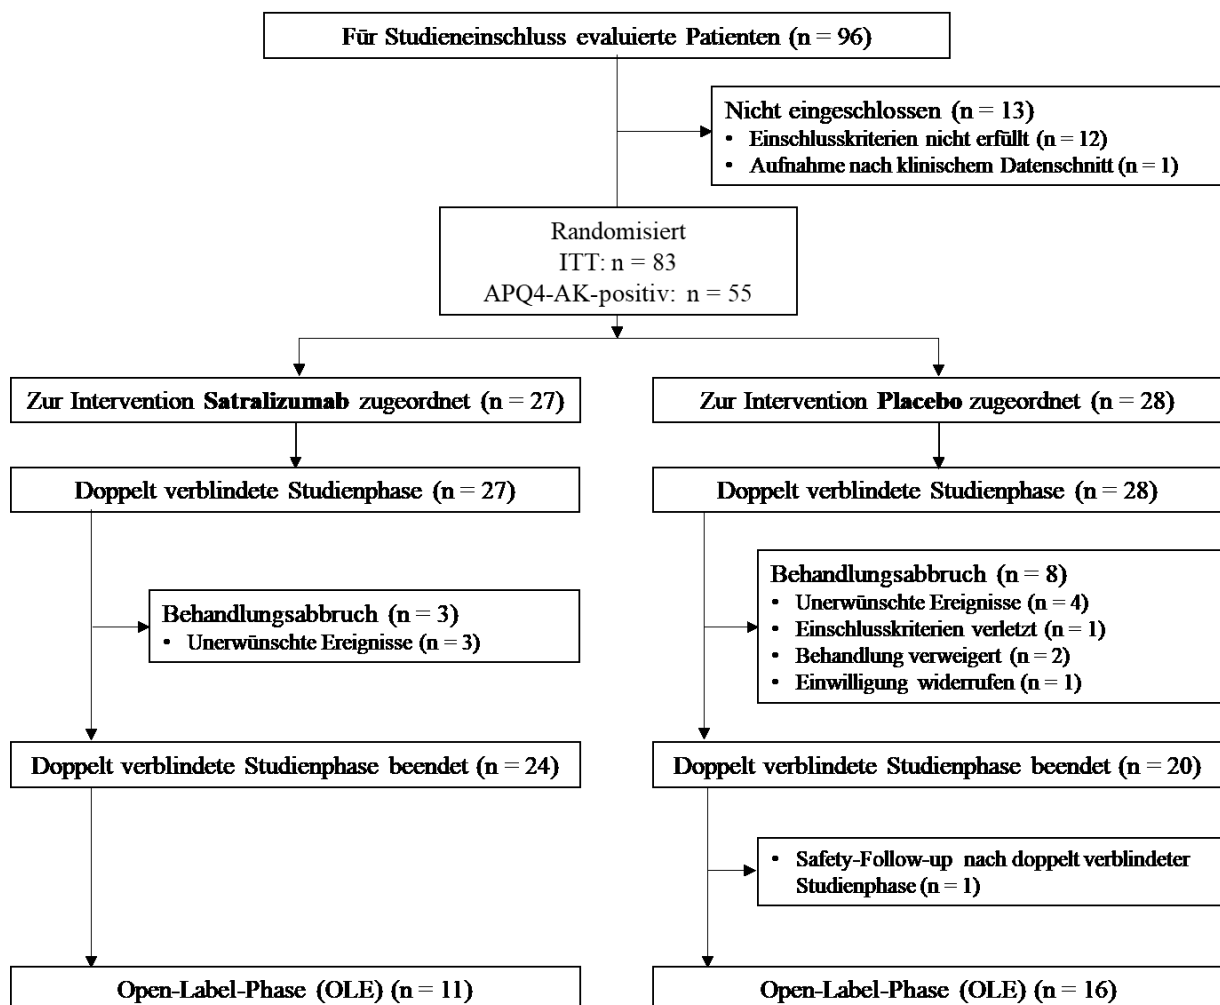 Für Studieneinschluss evaluierte Patienten (n = 96)
Nicht eingeschlossen (n = 13)
• Einschlusskriterien nicht erfüllt (n = 12)
• Aufnahme nach klinischem Datenschnitt (n = 1)
Randomisiert
ITT: n = 83
APQ4-AK-positiv: n = 55
Zur Intervention Satralizumab zugeordnet (n = 27)
Zur Intervention Placebo zugeordnet (n = 28)
Doppelt verblindete Studienphase (n = 27)
Doppelt verblindete Studienphase (n = 28)
Behandlungsabbruch (n = 3)
• Unerwünschte Ereignisse (n = 3)
Behandlungsabbruch (n = 8)
• Unerwünschte Ereignisse (n = 4)
• Einschlusskriterien verletzt (n = 1)
• Behandlung verweigert (n = 2)
• Einwilligung widerrufen (n = 1)
Doppelt verblindete Studienphase beendet (n = 24)
Doppelt verblindete Studienphase beendet (n = 20)
• Safety-Follow-up nach doppelt verblindeter
Studienphase (n = 1)
Open-Label-Phase (OLE) (n = 11)
Open-Label-Phase (OLE) (n = 16)